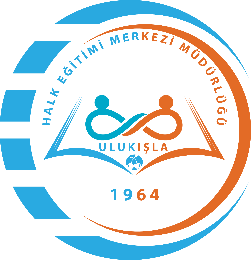 HALK EĞİTİMİ MERKEZİ MÜDÜRLÜĞÜ
ULUKIŞLA
1964